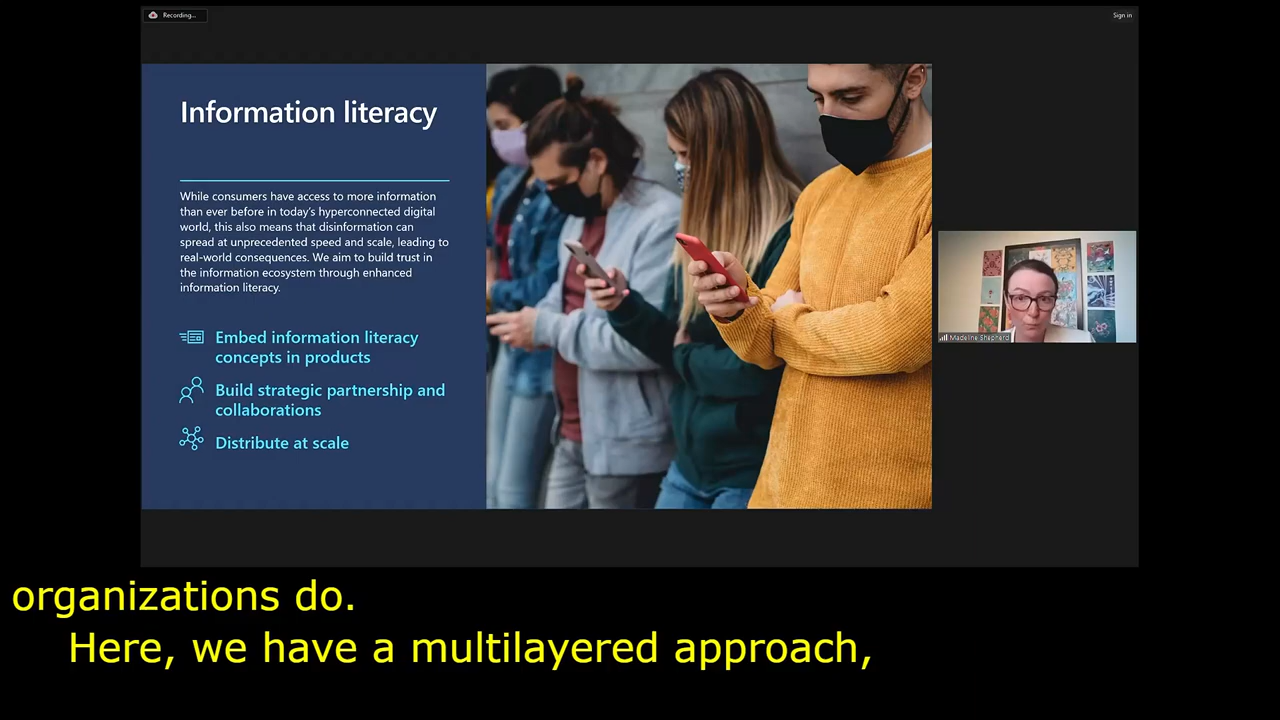 Recording...
Sign in
Information literacy
While consumers have access to more information
than ever before in today's hyperconnected digital
world, this also means that disinformation can
spread at unprecedented speed and scale, leading to
real-world consequences. We aim to build trust in
the information ecosystem through enhanced
information literacy.
Embed information literacy
concepts in products
Build strategic partnership and
collaborations
Distribute at scale
Madeline Shepherd
organizations do.
Here, we have a multilayered approach,